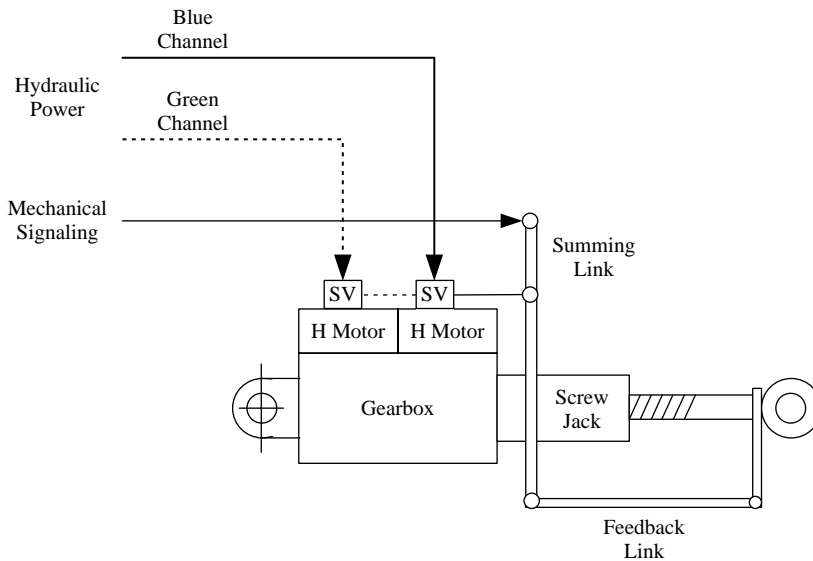 Blue
Channel
Hydraulic
Power
Green
Channel
Mechanical
Signaling
Summing
Link
SV
SV
H Motor
H Motor
Gearbox
Screw
Jack
Feedback
Link